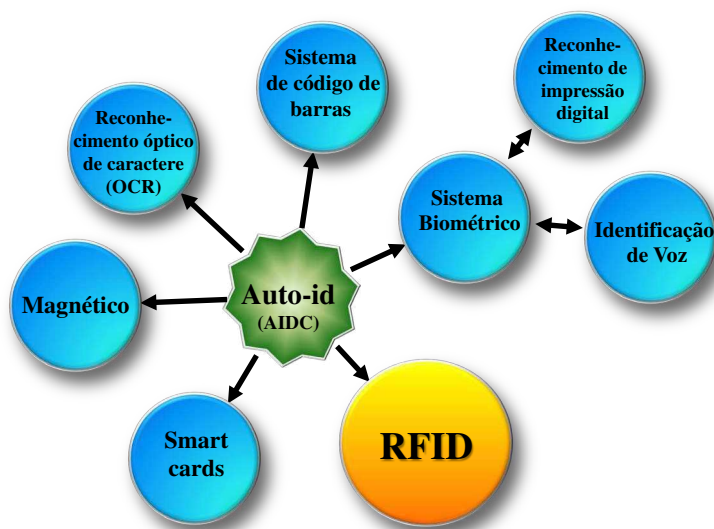 Sistema
de código de
barras
Reconhe-
cimento de
impressão
digital
Reconhe-
cimento óptico
de caractere
(OCR)
Sistema
Biométrico
Identificação
de Voz
Auto-id
(AIDC)
Magnético
Smart
cards
RFID